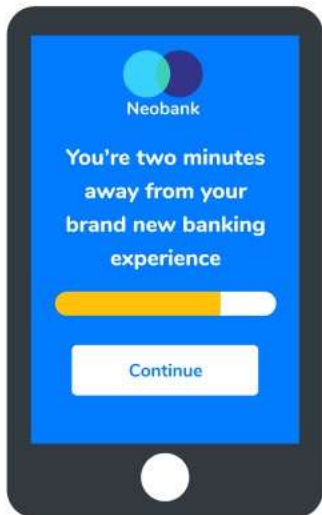 Neobank
You're two minutes
away from your
brand new banking
experience
Continue